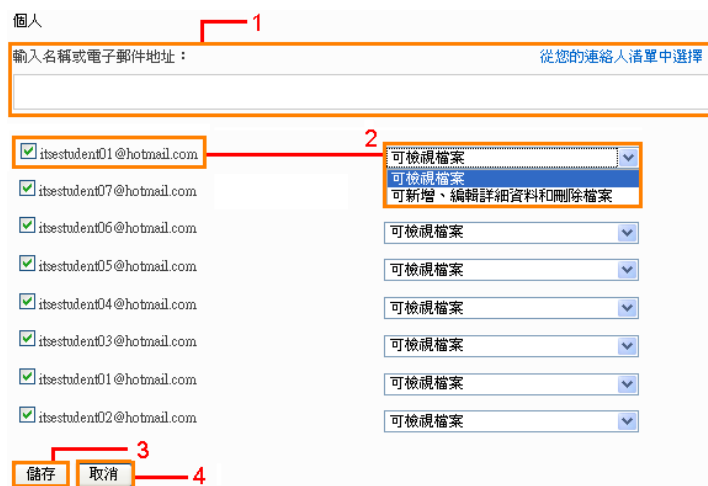 個人
1
輸入名稱或電子郵件地址：
從您的連絡人清單中選擇
2
itsestudent01@hotmail.com
可檢視檔案
可檢視檔案
itsestudent07@hotmail.com
可新增、編輯詳細資料和刪除檔案
itsestudent06@hotmail.com
可檢視檔案
itsestudent05@hotmail.com
可檢視檔案
itsestudent04@hotmail.com
可檢視檔案
itsestudent03@hotmail.com
可檢視檔案
itsestudent01@hotmail.com
可檢視檔案
itsestudent02@hotmail.com
可檢視檔案
3
儲存
取消
4